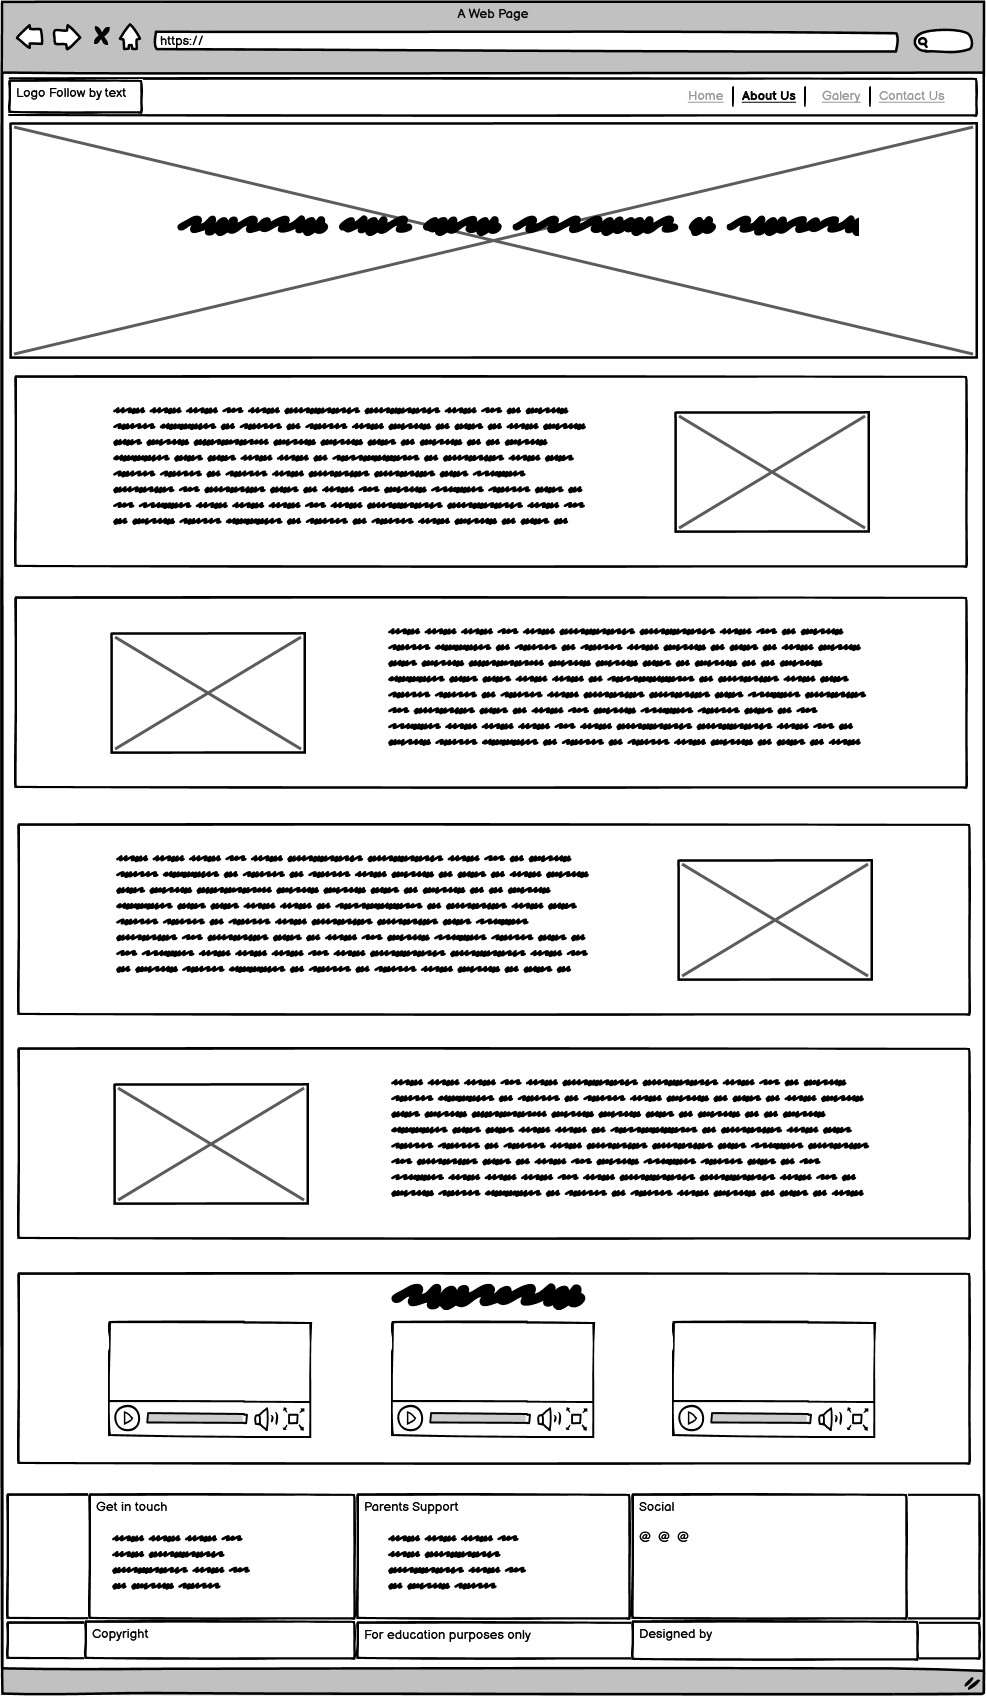 A Web Page
https://
Logo Follow by text
Home About Us Galery Contact Us
Get in touch
Parents Support
Social
@ @ @
Copyright
For education purposes only
Designed by